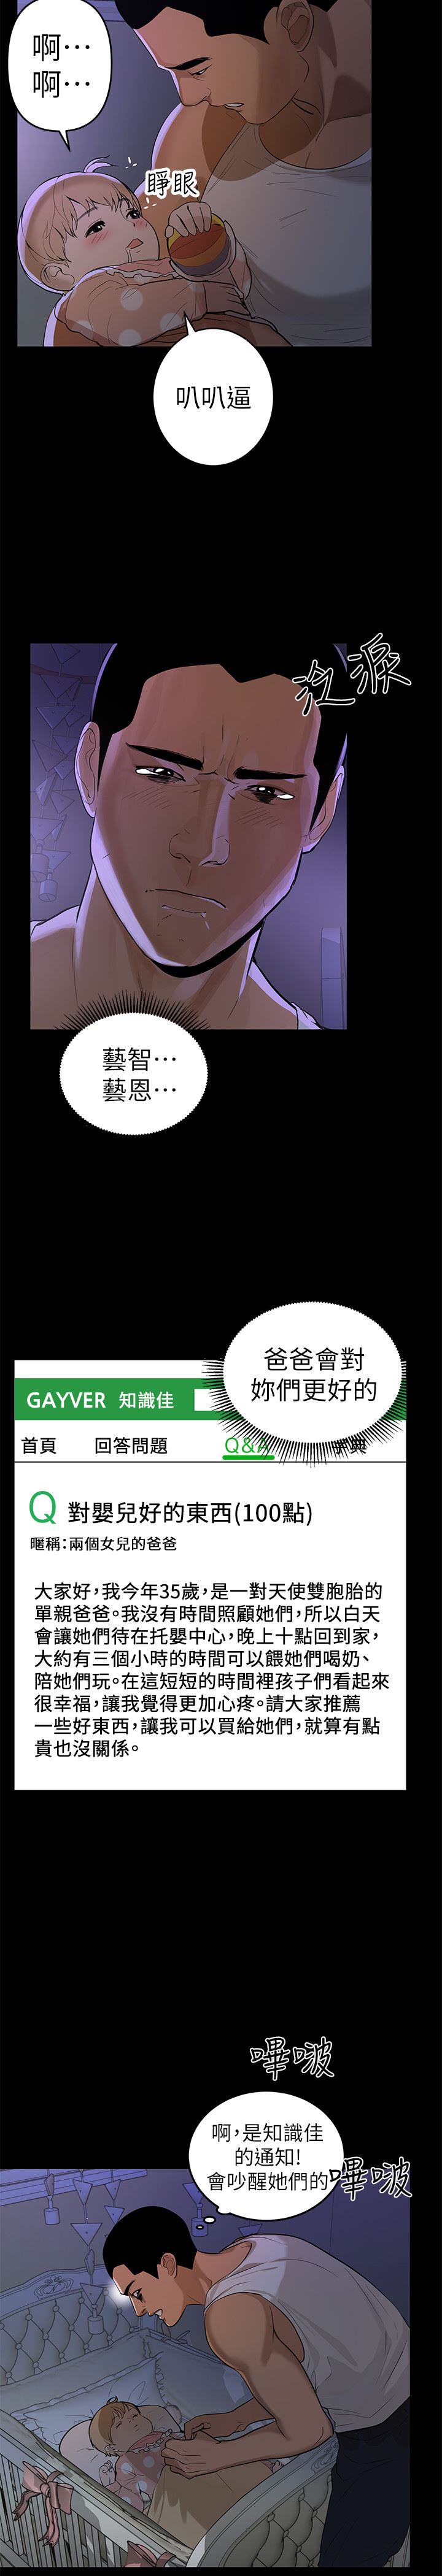 啊…
啊…
睜眼
叭叭逼
泣淚
藝智…
藝恩…
爸爸會對
妳們更好的
GAYVER 知識佳
首頁 回答問題 Q&A 字典
Q 對嬰兒好的東西(100點)
暱稱：兩個女兒的爸爸
大家好，我今年35歲，是一對天使雙胞胎的
單親爸爸。我沒有時間照顧她們，所以白天
會讓她們待在托嬰中心，晚上十點回到家，
大約有三個小時的時間可以餵她們喝奶、
陪她們玩。在這短短的時間裡孩子們看起來
很幸福，讓我覺得更加心疼。請大家推薦
一些好東西，讓我可以買給她們，就算有點
貴也沒關係。
嗶啵
啊，是知識佳
的通知！
會吵醒她們的
嗶啵